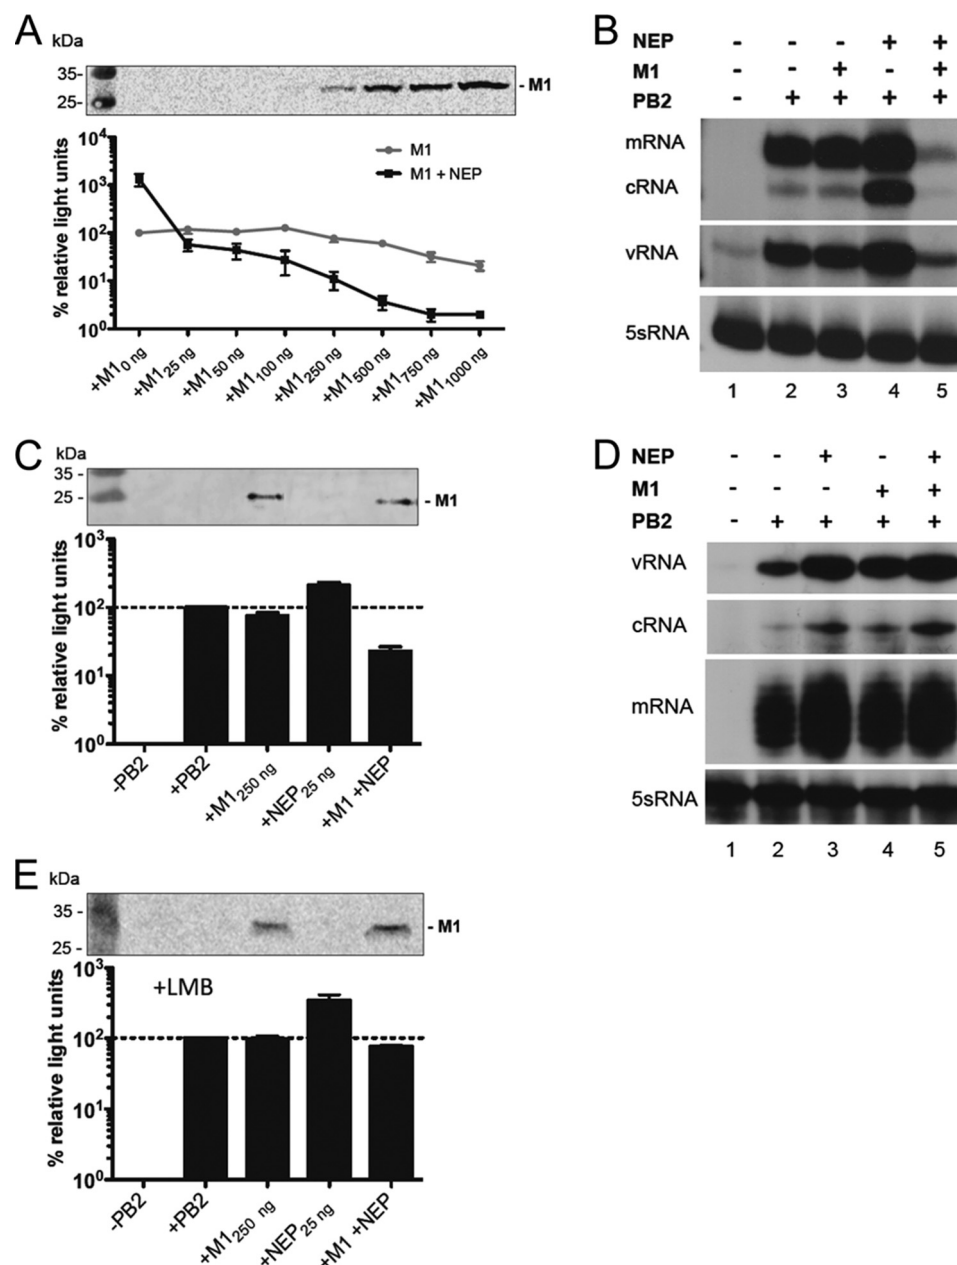 A
kDa
35-
25-
- M1
10⁴
10³
10²
10¹
10⁰
% relative light units
M1
M1 + NEP
+M1 0 ng
+M1 25 ng
+M1 50 ng
+M1 100 ng
+M1 250 ng
+M1 500 ng
+M1 750 ng
+M1 1000 ng
B
NEP - - - + +
M1 - - + - +
PB2 - + + + +
mRNA
cRNA
vRNA
5sRNA
1 2 3 4 5
C
kDa
35 -
25 -
- M1
10³
10²
10¹
10⁰
% relative light units
-PB2
+PB2
+M1 250 ng
+NEP 25 ng
+M1 +NEP
D
NEP - - + - +
M1 - - - + +
PB2 - + + + +
vRNA
cRNA
mRNA
5sRNA
1 2 3 4 5
E
kDa
35 -
25 -
- M1
10³
10²
10¹
10⁰
% relative light units
+LMB
-PB2
+PB2
+M1 250 ng
+NEP 25 ng
+M1 +NEP